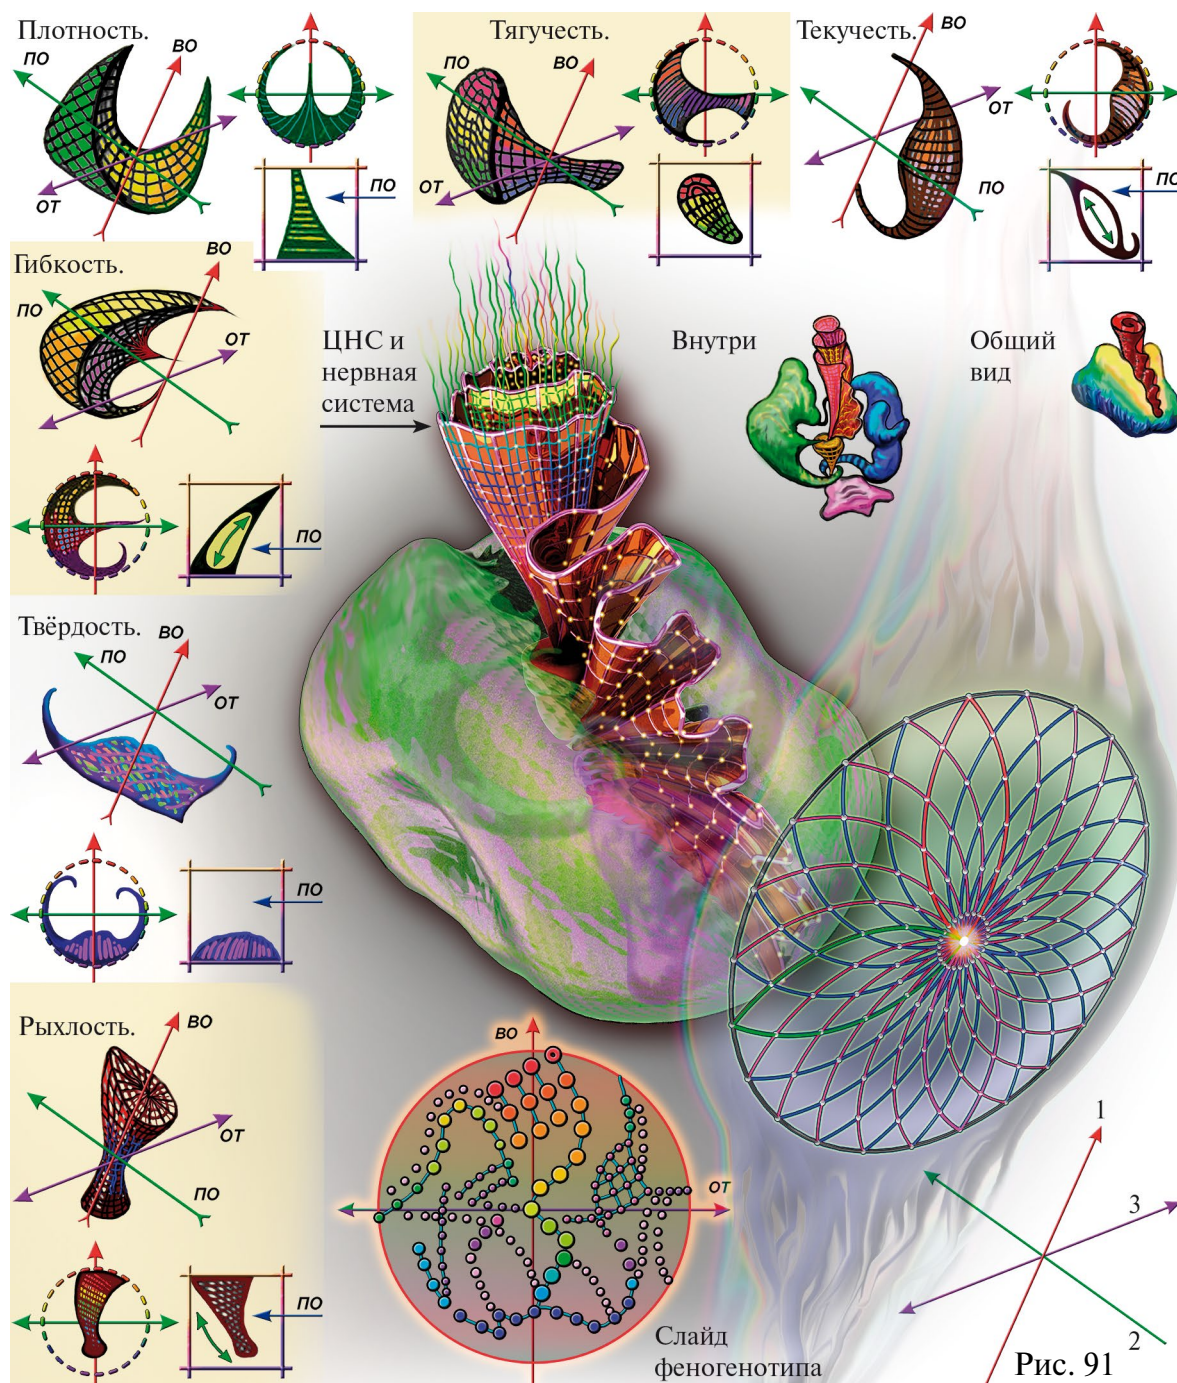 Плотность.
ПО
ВО
ОТ
ПО
Тягучесть.
ПО
ВО
ОТ
Текучесть.
ВО
ОТ
ПО
ПО
Гибкость.
ВО
ПО
ОТ
ПО
ЦНС и
нервная
система
Внутри
Общий
вид
Твёрдость.
ВО
ПО
ОТ
ПО
Рыхлость.
ВО
ОТ
ПО
ПО
ВО
ОТ
Слайд
феногенотипа
1
3
2
Рис. 91